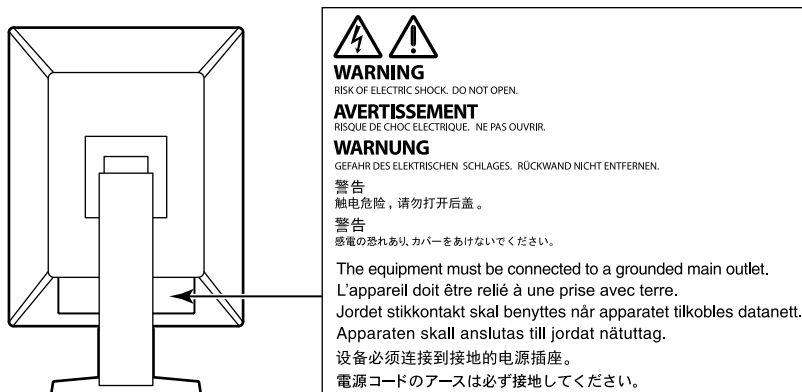 WARNING
RISK OF ELECTRIC SHOCK. DO NOT OPEN.
AVERTISSEMENT
RISQUE DE CHOC ELECTRIQUE. NE PAS OUVRIR.
WARNUNG
GEFAHR DES ELEKTRISCHEN SCHLAGES. RÜCKWAND NICHT ENTFERNEN.
警告
触电危险，请勿打开后盖。
警告
感電の恐れあり、カバーをあけないでください。
The equipment must be connected to a grounded main outlet.
L'appareil doit être relié à une prise avec terre.
Jordet stikkontakt skal benyttes når apparatet tilkobles datanett.
Apparaten skall anslutas till jordat nätuttag.
设备必须连接到接地的电源插座。
電源コードのアースは必ず接地してください。